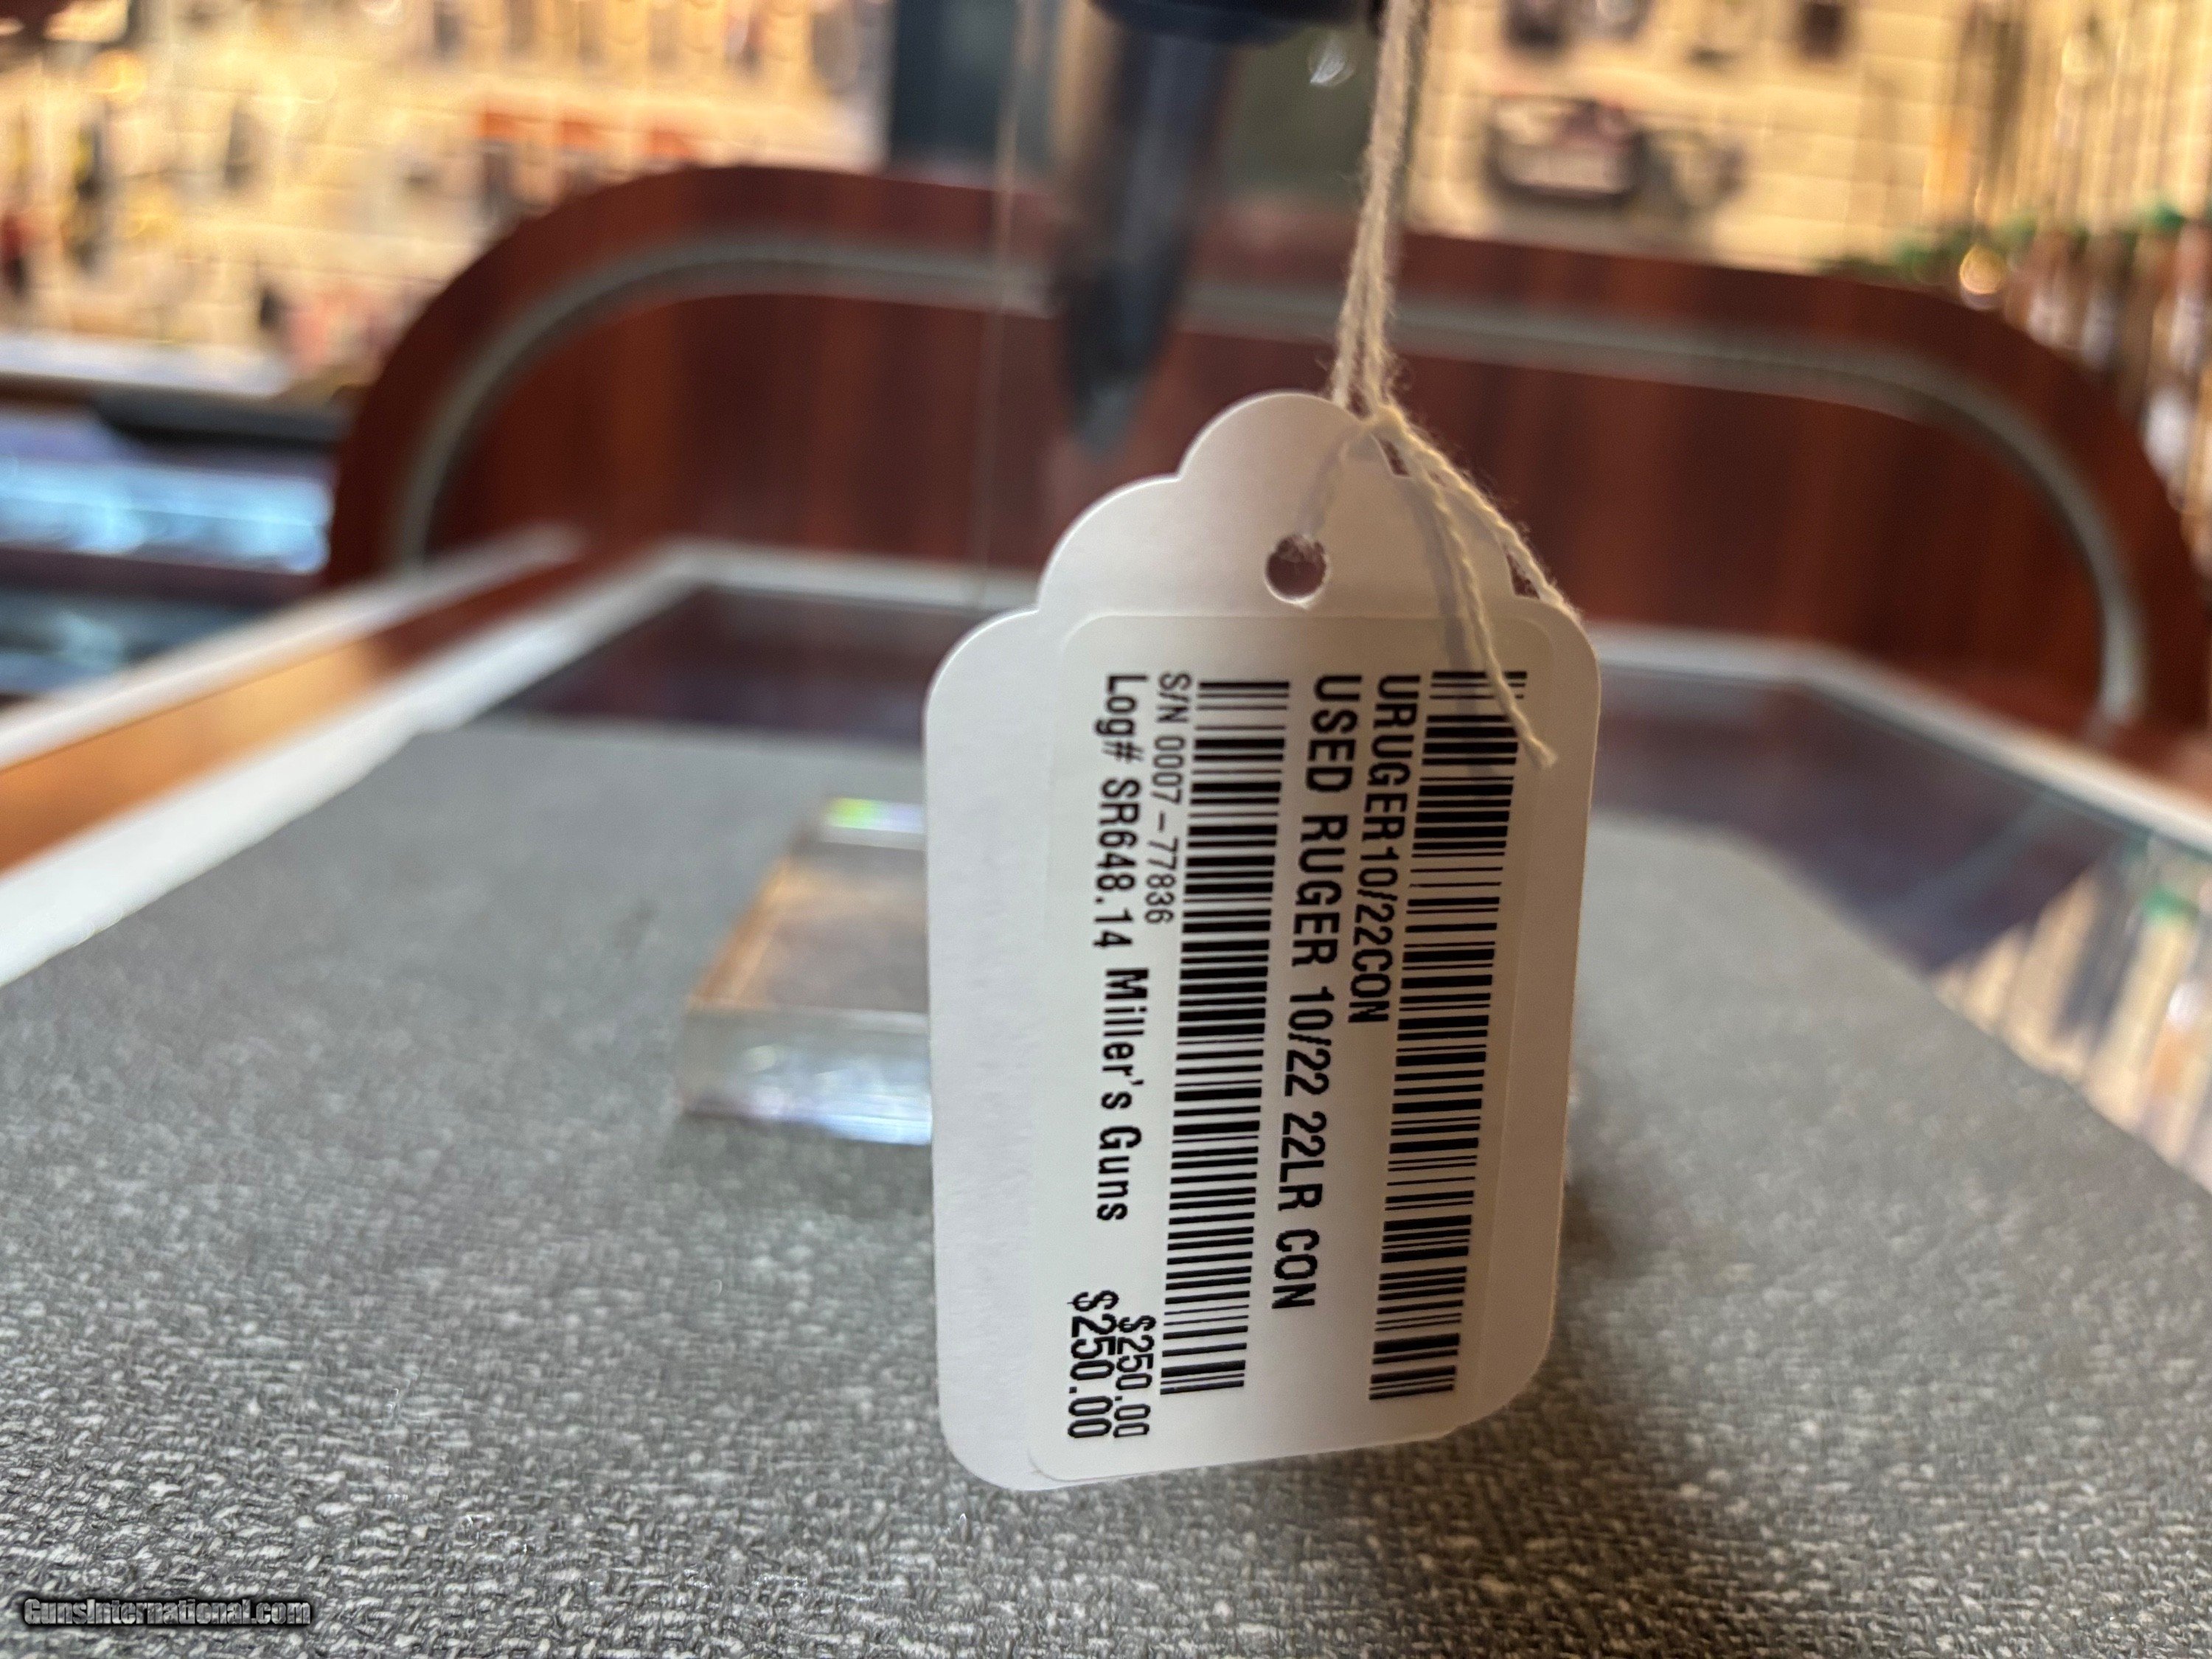 URUGER10/22CON
USED RUGER 10/22 22LR CON
S/N 0007-77836
$250.00
Log# SR648.14 Miller's Guns $250.00
GunsInternational.com